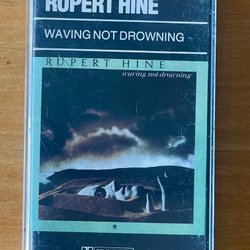 RUPERT HINE
WAVING NOT DROWNING
RUPERT HINE
waving not drowning